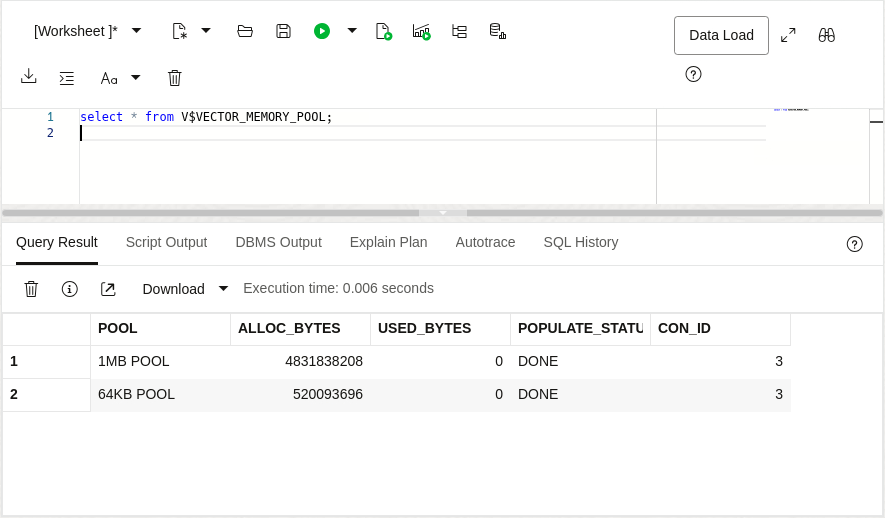 [Worksheet ]*
Data Load
Aa
1 select * from V$VECTOR_MEMORY_POOL;
2
Query Result Script Output DBMS Output Explain Plan Autotrace SQL History
Download Execution time: 0.006 seconds
POOL ALLOC_BYTES USED_BYTES POPULATE_STATU CON_ID
1 1MB POOL 4831838208 0 DONE 3
2 64KB POOL 520093696 0 DONE 3